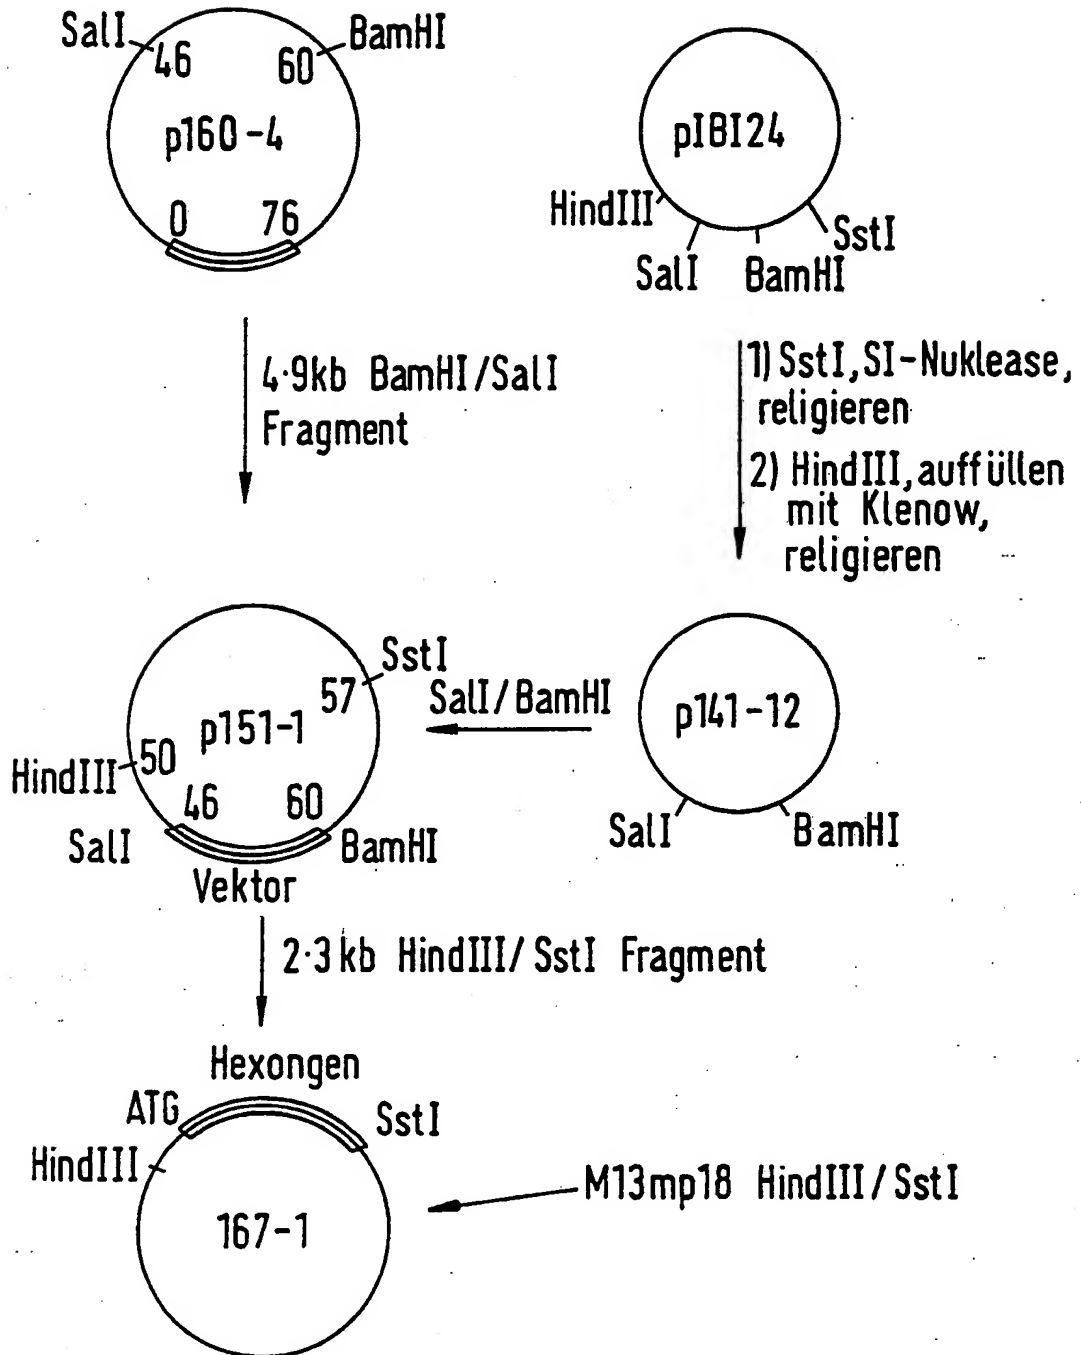 SalI
46
60
BamHI
p160-4
0
76
pIBI24
HindIII
SalI
BamHI
SstI
4·9kb BamHI/SalI
Fragment
1) SstI, SI-Nuklease,
religieren
2) HindIII, auffüllen
mit Klenow,
religieren
SstI
57
p151-1
HindIII
50
46
60
SalI
BamHI
Vektor
SalI/BamHI
p141-12
SalI
BamHI
2·3 kb HindIII/SstI Fragment
Hexongen
ATG
SstI
HindIII
167-1
M13mp18 HindIII/SstI